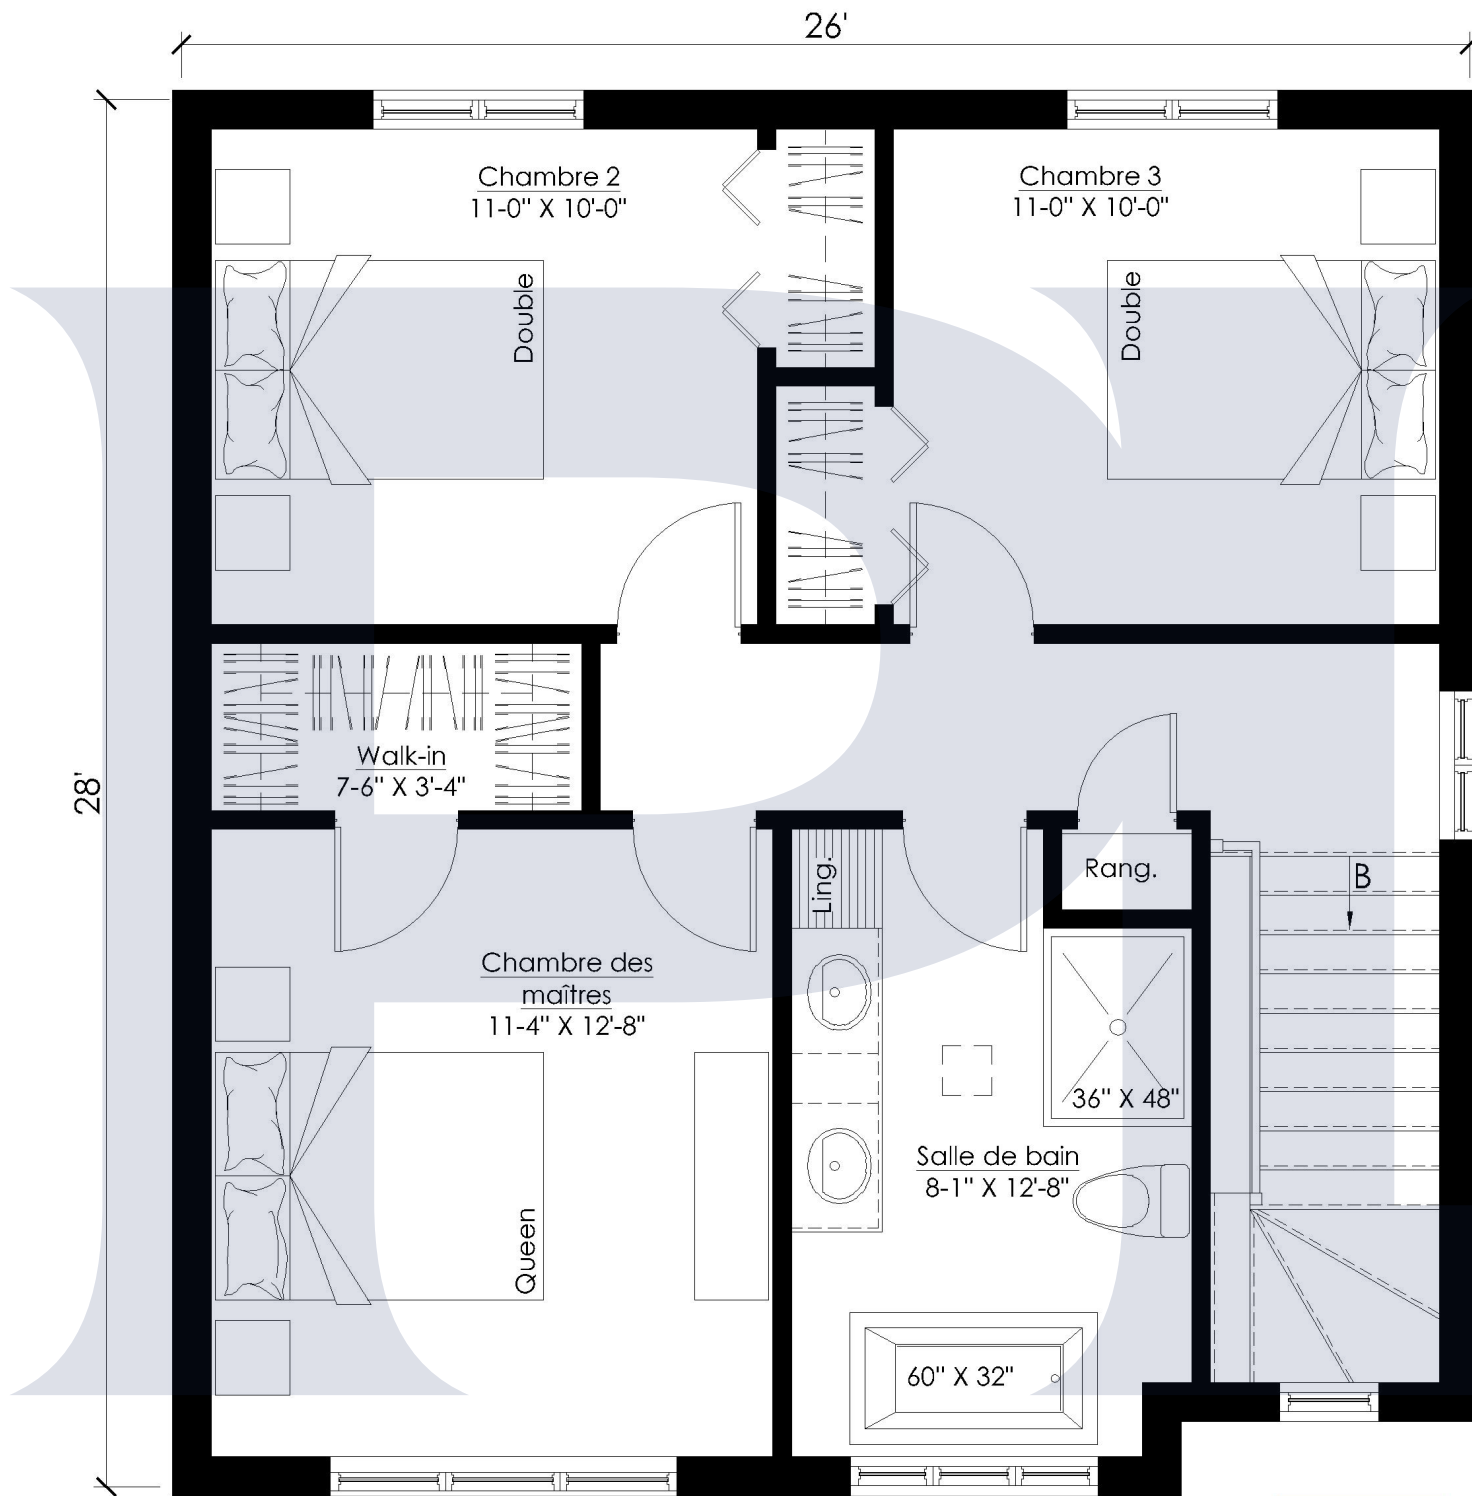 26'
Chambre 2
11-0" X 10'-0"
Chambre 3
11-0" X 10'-0"
Double
Double
28'
Walk-in
7-6" X 3'-4"
Ling.
Rang.
B
Chambre des
maîtres
11-4" X 12'-8"
36" X 48"
Salle de bain
8-1" X 12'-8"
Queen
60" X 32"